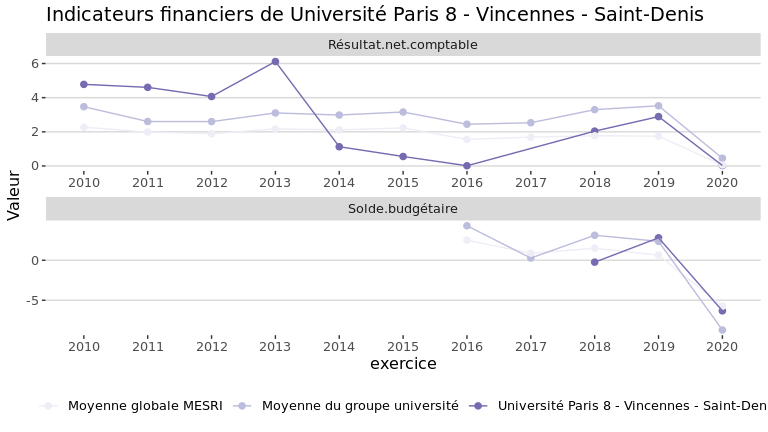 Indicateurs financiers de Université Paris 8 - Vincennes - Saint-Denis
Résultat.net.comptable
6
4
2
0
2010 2011 2012 2013 2014 2015 2016 2017 2018 2019 2020
Valeur
Solde.budgétaire
0
-5
2010 2011 2012 2013 2014 2015 2016 2017 2018 2019 2020
exercice
Moyenne globale MESRI Moyenne du groupe université Université Paris 8 - Vincennes - Saint-Den